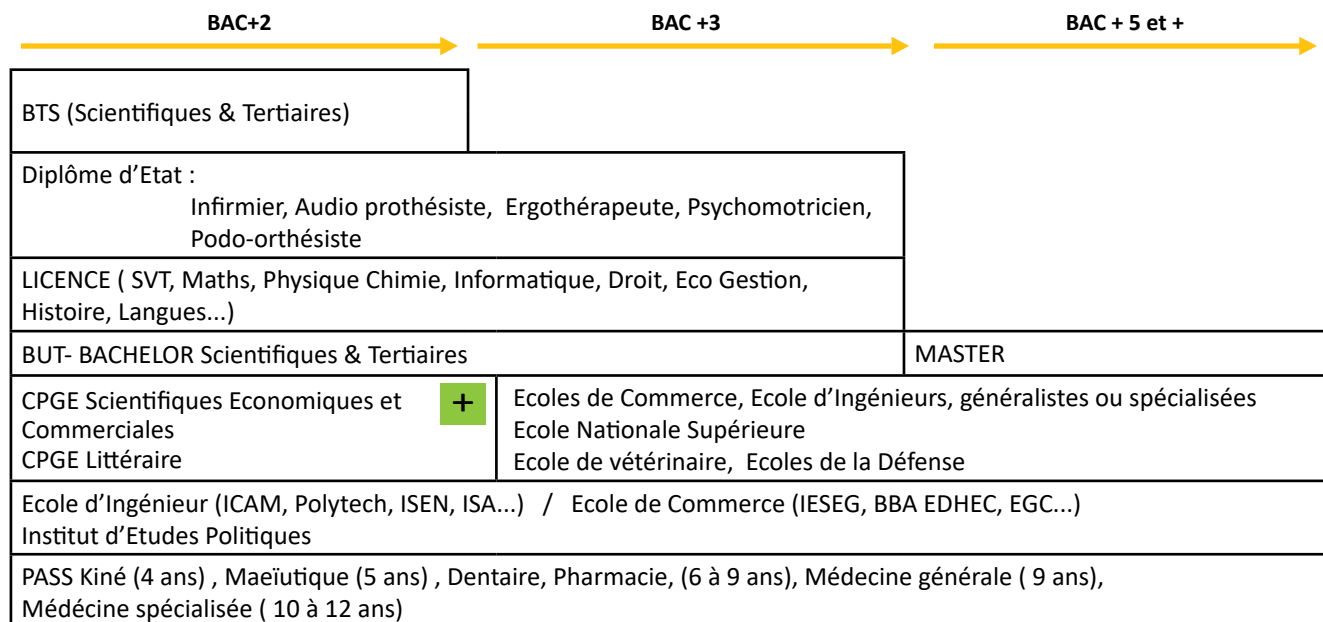 BAC+2 BAC +3 BAC + 5 et +
BTS (Scientifiques & Tertiaires)
Diplôme d’Etat :
Infirmier, Audio prothésiste, Ergothérapeute, Psychomotricien,
Podo-orthésiste
LICENCE ( SVT, Maths, Physique Chimie, Informatique, Droit, Eco Gestion,
Histoire, Langues...)
BUT- BACHELOR Scientifiques & Tertiaires
MASTER
CPGE Scientifiques Economiques et
Commerciales
CPGE Littéraire
+
Ecoles de Commerce, Ecole d’Ingénieurs, généralistes ou spécialisées
Ecole Nationale Supérieure
Ecole de vétérinaire, Ecoles de la Défense
Ecole d’Ingénieur (ICAM, Polytech, ISEN, ISA...) / Ecole de Commerce (IESEG, BBA EDHEC, EGC...)
Institut d’Etudes Politiques
PASS Kiné (4 ans) , Maeïutique (5 ans) , Dentaire, Pharmacie, (6 à 9 ans), Médecine générale ( 9 ans),
Médécine spécialisée ( 10 à 12 ans)